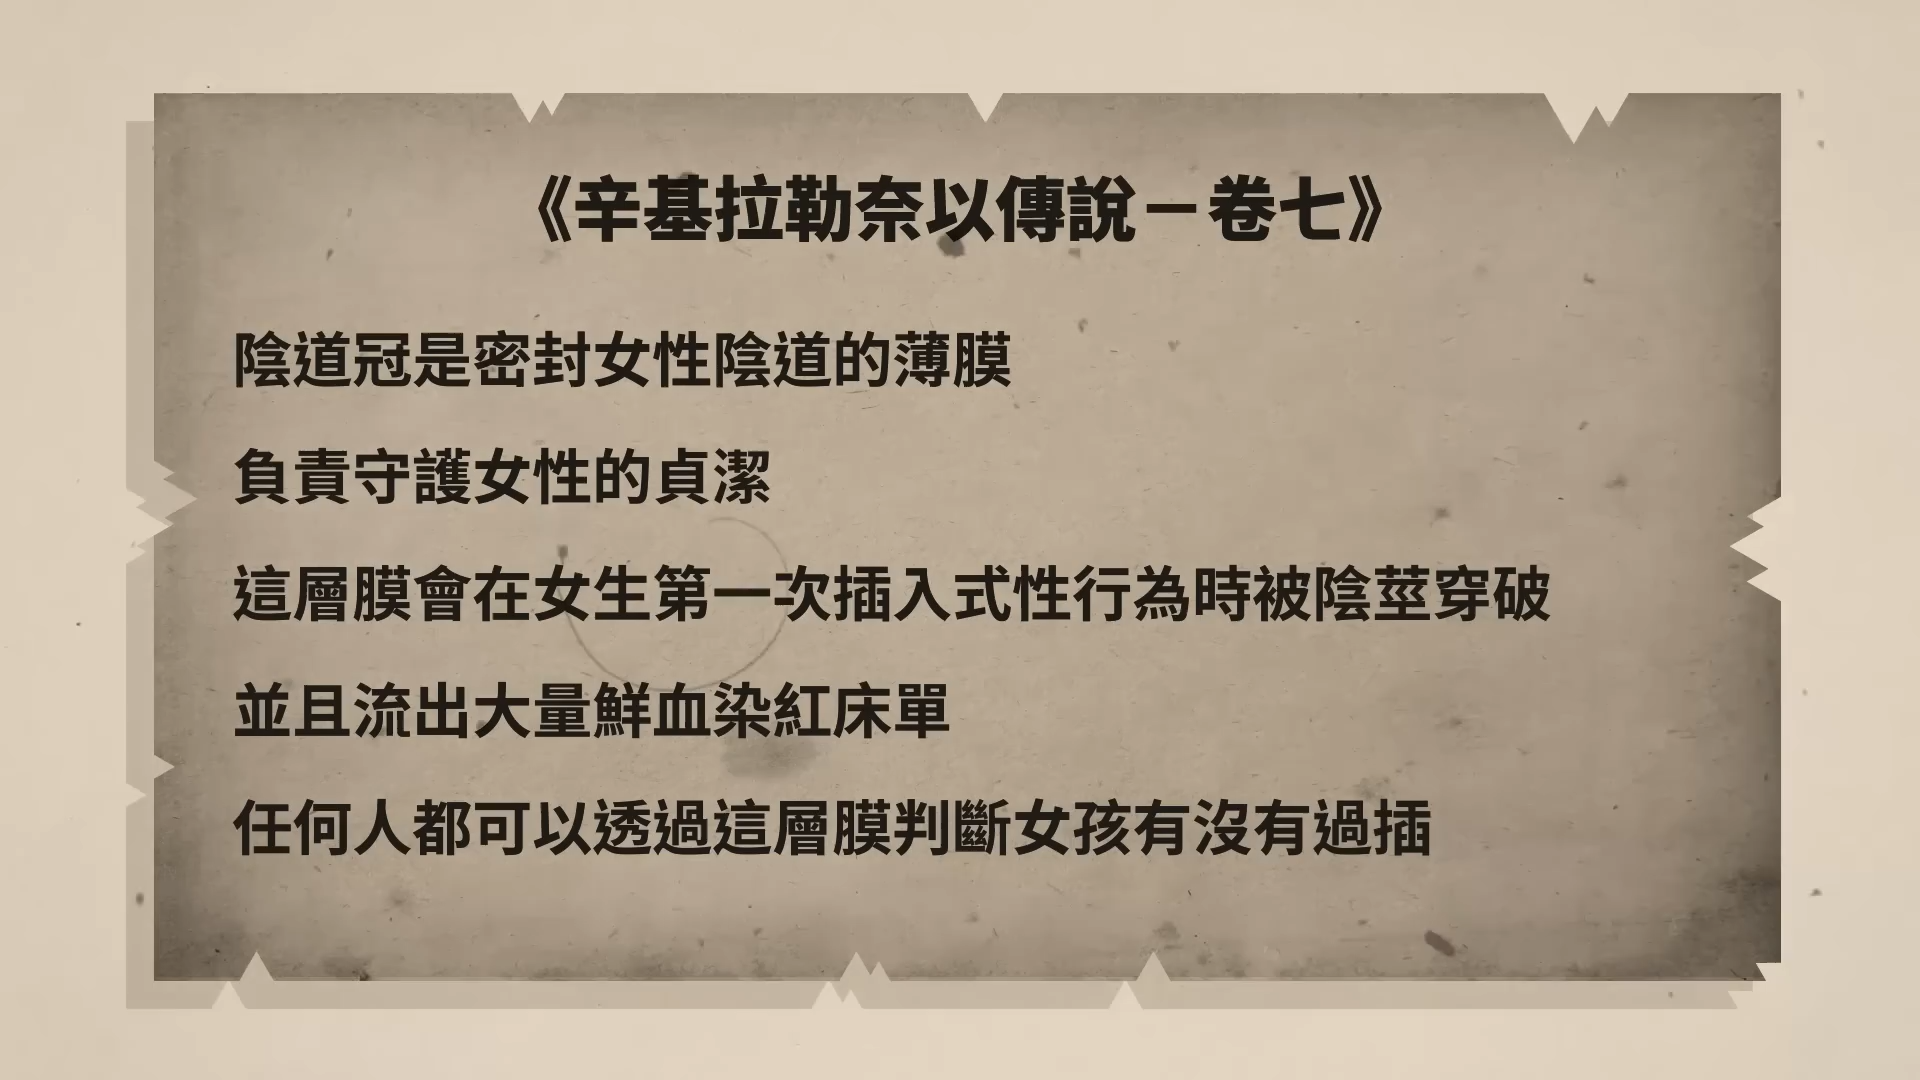 《辛基拉勒奈以傳說－卷七》
陰道冠是密封女性陰道的薄膜
負責守護女性的貞潔
這層膜會在女生第一次插入式性行為時被陰莖穿破
並且流出大量鮮血染紅床單
任何人都可以透過這層膜判斷女孩有沒有過插